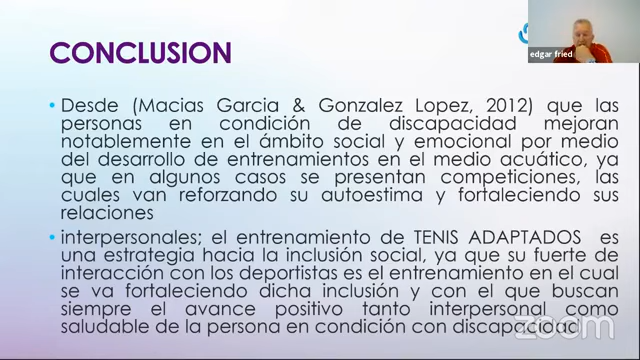 edgar fried
CONCLUSION
• Desde (Macias Garcia & Gonzalez Lopez, 2012) que las
personas en condición de discapacidad mejoran
notablemente en el ámbito social y emocional por medio
del desarrollo de entrenamientos en el medio acuático, ya
que en algunos casos se presentan competiciones, las
cuales van reforzando su autoestima y fortaleciendo sus
relaciones
• interpersonales; el entrenamiento de TENIS ADAPTADOS es
una estrategia hacia la inclusión social, ya que su fuerte de
interacción con los deportistas es el entrenamiento en el cual
se va fortaleciendo dicha inclusión y con el que buscan
siempre el avance positivo tanto interpersonal como
saludable de la persona en condición con discapacidad
zoom